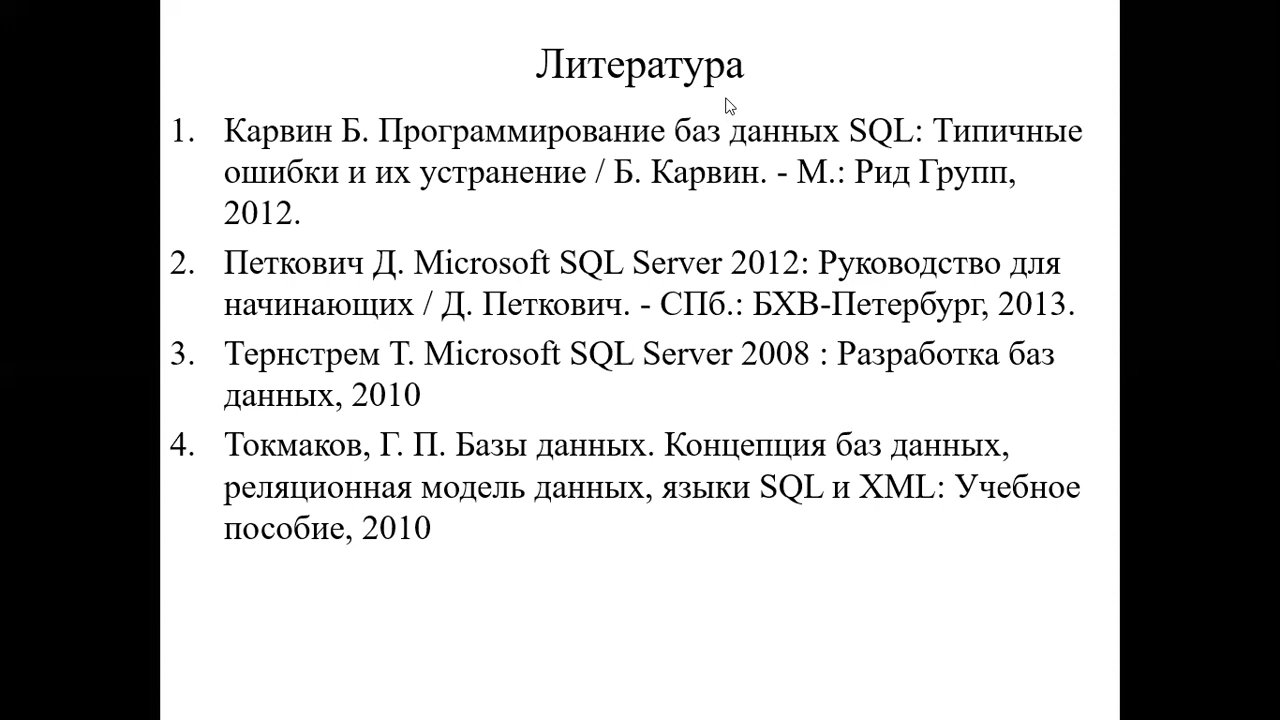 Литература
1. Карвин Б. Программирование баз данных SQL: Типичные
ошибки и их устранение / Б. Карвин. - М.: Рид Групп,
2012.
2. Петкович Д. Microsoft SQL Server 2012: Руководство для
начинающих / Д. Петкович. - СПб.: БХВ-Петербург, 2013.
3. Тернстрем Т. Microsoft SQL Server 2008 : Разработка баз
данных, 2010
4. Токмаков, Г. П. Базы данных. Концепция баз данных,
реляционная модель данных, языки SQL и XML: Учебное
пособие, 2010